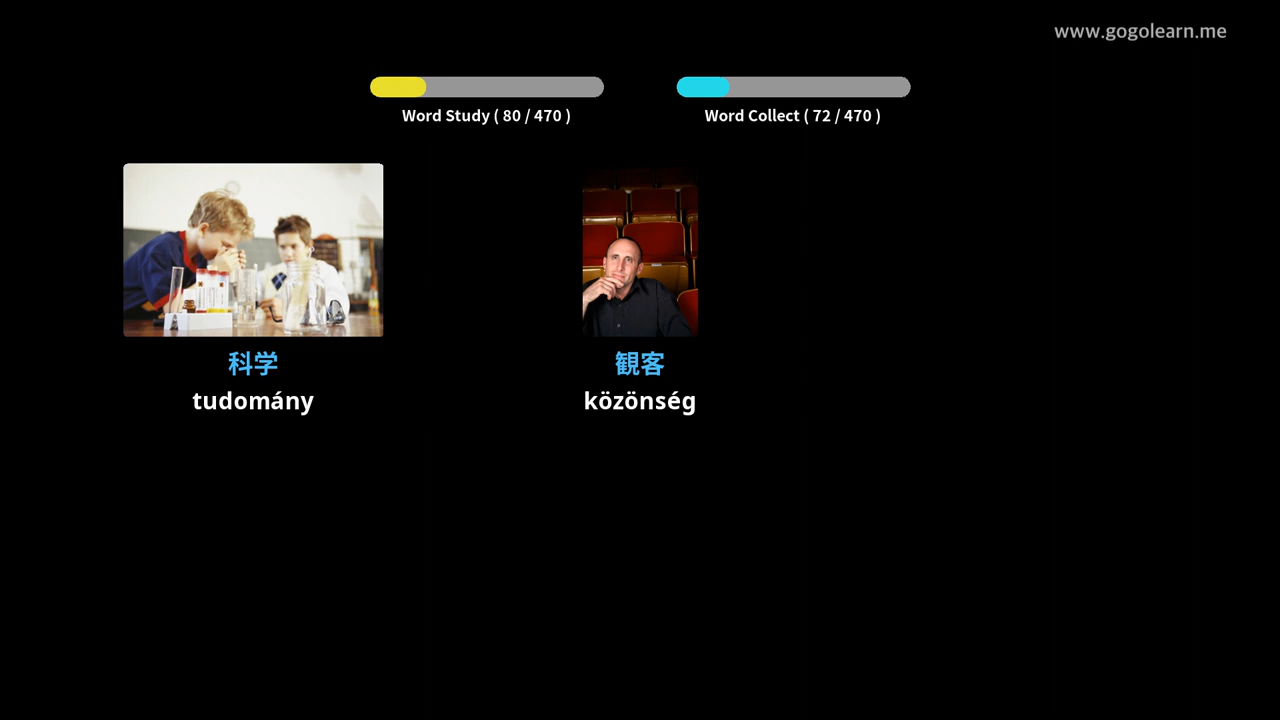 www.gogolearn.me
Word Study ( 80 / 470 )
Word Collect ( 72 / 470 )
科学
tudomány
観客
közönség